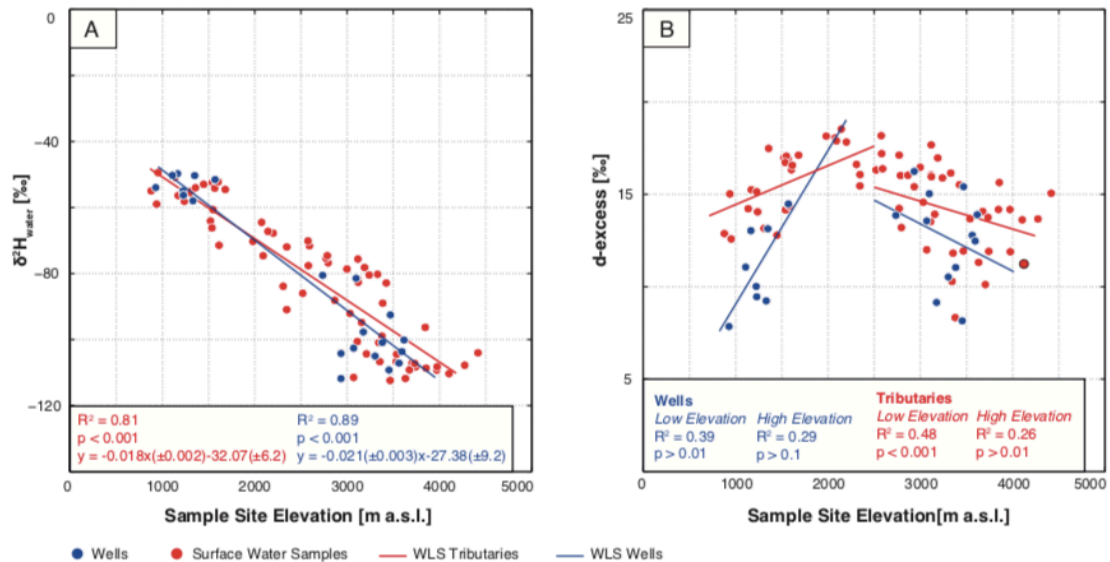 A
0
−40
−80
−120
δ²Hwater [‰]
R² = 0.81
p < 0.001
y = -0.018x(±0.002)-32.07(±6.2)
R² = 0.89
p < 0.001
y = -0.021(±0.003)x-27.38(±9.2)
0 1000 2000 3000 4000 5000
Sample Site Elevation [m a.s.l.]
B
25
15
5
d-excess [‰]
Wells
Low Elevation High Elevation
R² = 0.39 R² = 0.29
p > 0.01 p > 0.1
Tributaries
Low Elevation High Elevation
R² = 0.48 R² = 0.26
p < 0.001 p > 0.01
0 1000 2000 3000 4000 5000
Sample Site Elevation[m a.s.l.]
Wells Surface Water Samples WLS Tributaries WLS Wells